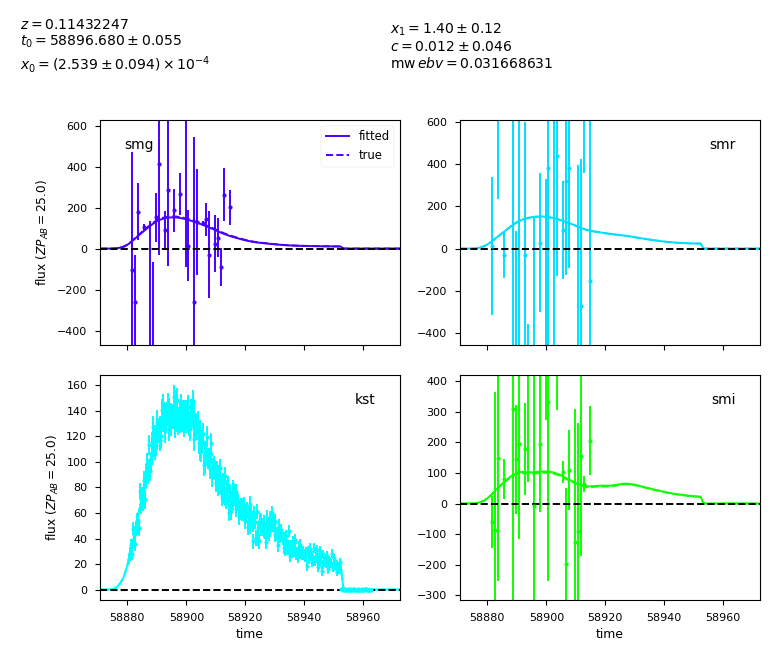 z = 0.11432247
t₀ = 58896.680 ± 0.055
x₀ = (2.539 ± 0.094) × 10⁻⁴
x₁ = 1.40 ± 0.12
c = 0.012 ± 0.046
mw ebv = 0.031668631
smg
fitted
true
600
400
200
0
−200
−400
flux (ZP_AB = 25.0)
smr
600
400
200
0
−200
−400
kst
160
140
120
100
80
60
40
20
0
flux (ZP_AB = 25.0)
58880 58900 58920 58940 58960
time
smi
400
300
200
100
0
−100
−200
−300
58880 58900 58920 58940 58960
time